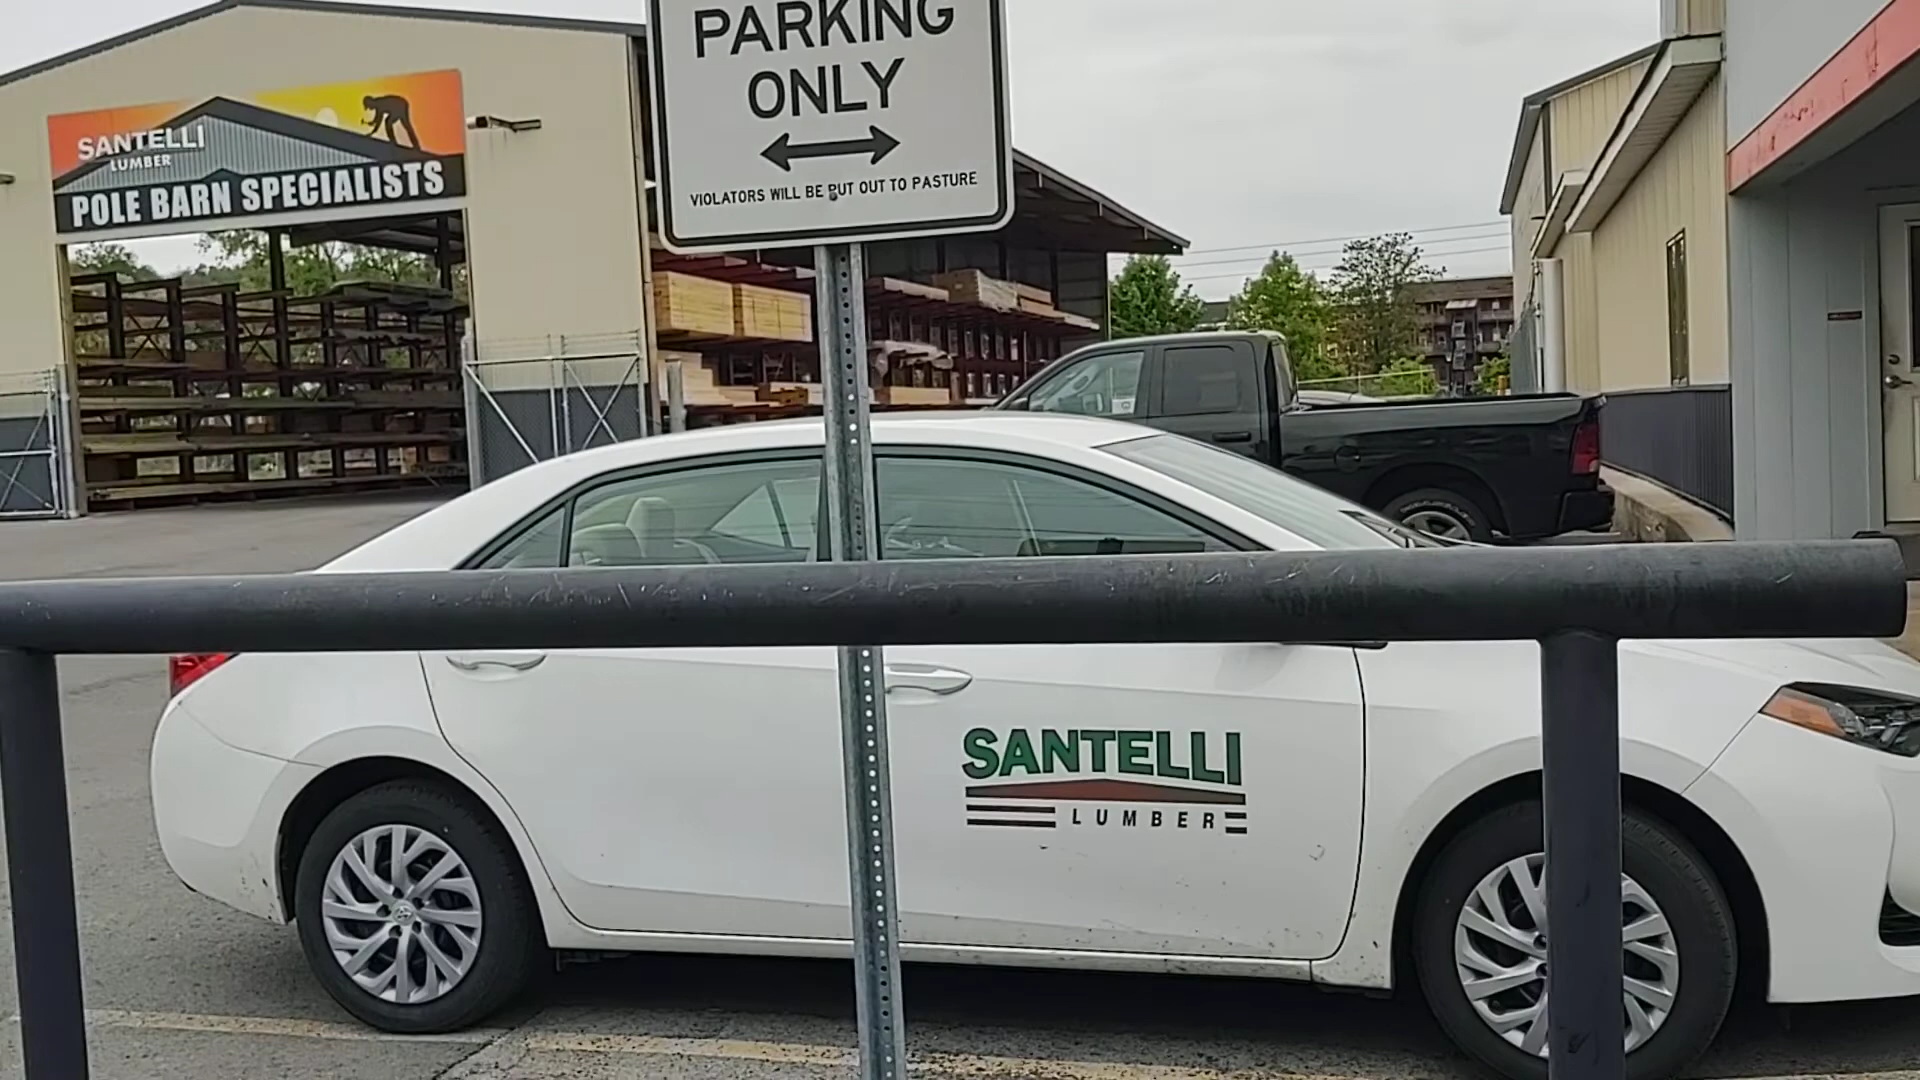 PARKING
ONLY
VIOLATORS WILL BE PUT OUT TO PASTURE
SANTELLI
LUMBER
POLE BARN SPECIALISTS
SANTELLI
LUMBER